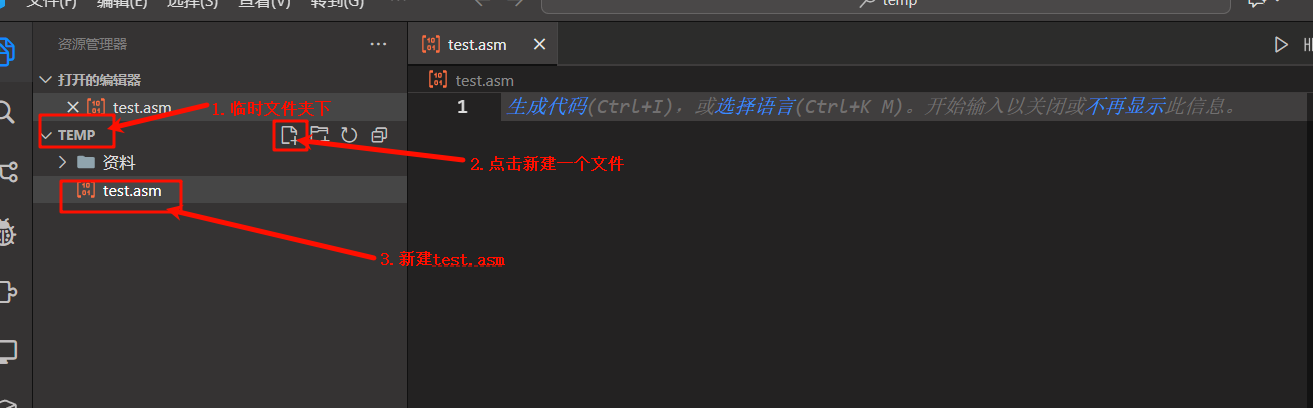 文件(F) 编辑(E) 选择(S) 查看(V) 转到(G) ... temp
资源管理器 ...
test.asm
打开的编辑器
test.asm
test.asm
1 生成代码(Ctrl+I), 或选择语言(Ctrl+K M)。开始输入以关闭或不再显示此信息。
1. 临时文件夹下
TEMP
2. 点击新建一个文件
资料
test.asm
3. 新建test.asm